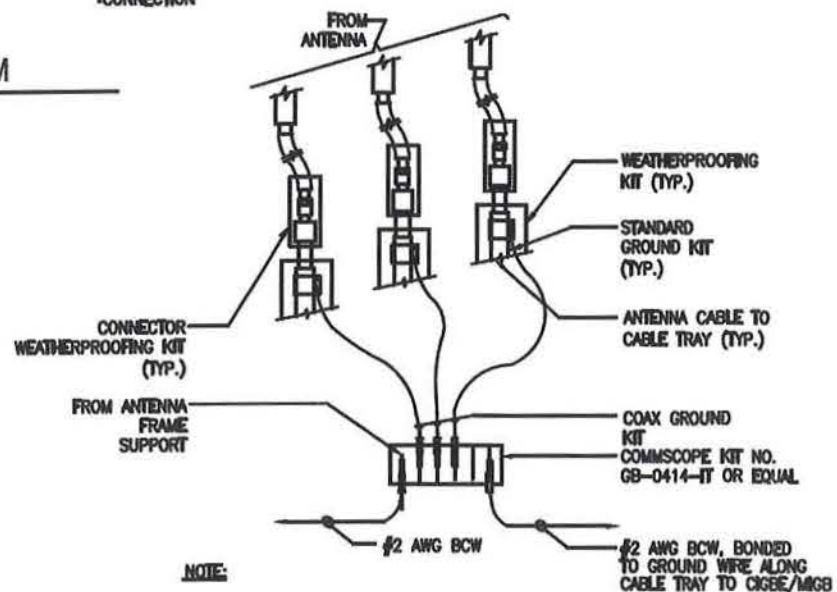 -CONNECTION
M
FROM
ANTENNA
WEATHERPROOFING
KIT (TYP.)
STANDARD
GROUND KIT
(TYP.)
ANTENNA CABLE TO
CABLE TRAY (TYP.)
CONNECTOR
WEATHERPROOFING KIT
(TYP.)
FROM ANTENNA
FRAME
SUPPORT
COAX GROUND
KIT
COMMSCOPE KIT NO.
GB-0414-IT OR EQUAL
#2 AWG BCW
#2 AWG BCW, BONDED
TO GROUND WIRE ALONG
CABLE TRAY TO CIGBE/MIGB
NOTE: